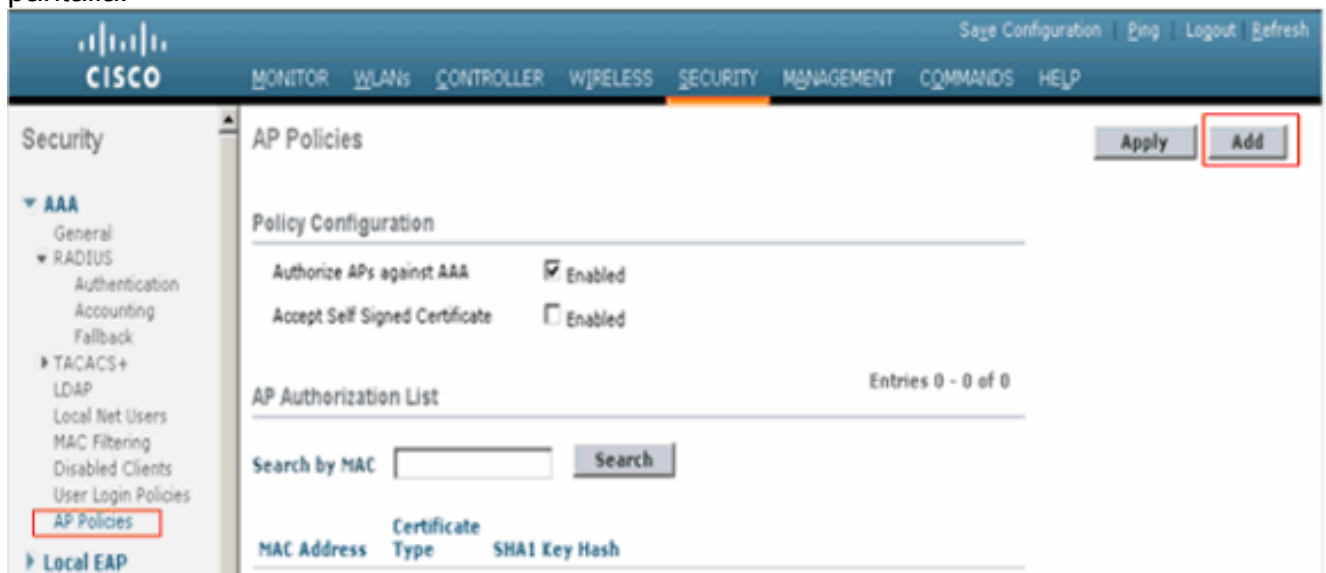 Save Configuration | Ping | Logout | Refresh
CISCO
MONITOR WLANs CONTROLLER WIRELESS SECURITY MANAGEMENT COMMANDS HELP
Security
AAA
General
RADIUS
Authentication
Accounting
Fallback
TACACS+
LDAP
Local Net Users
MAC Filtering
Disabled Clients
User Login Policies
AP Policies
Local EAP
AP Policies
Apply
Add
Policy Configuration
Authorize APs against AAA Enabled
Accept Self Signed Certificate Enabled
AP Authorization List
Entries 0 - 0 of 0
Search by MAC Search
MAC Address Certificate Type SHA1 Key Hash